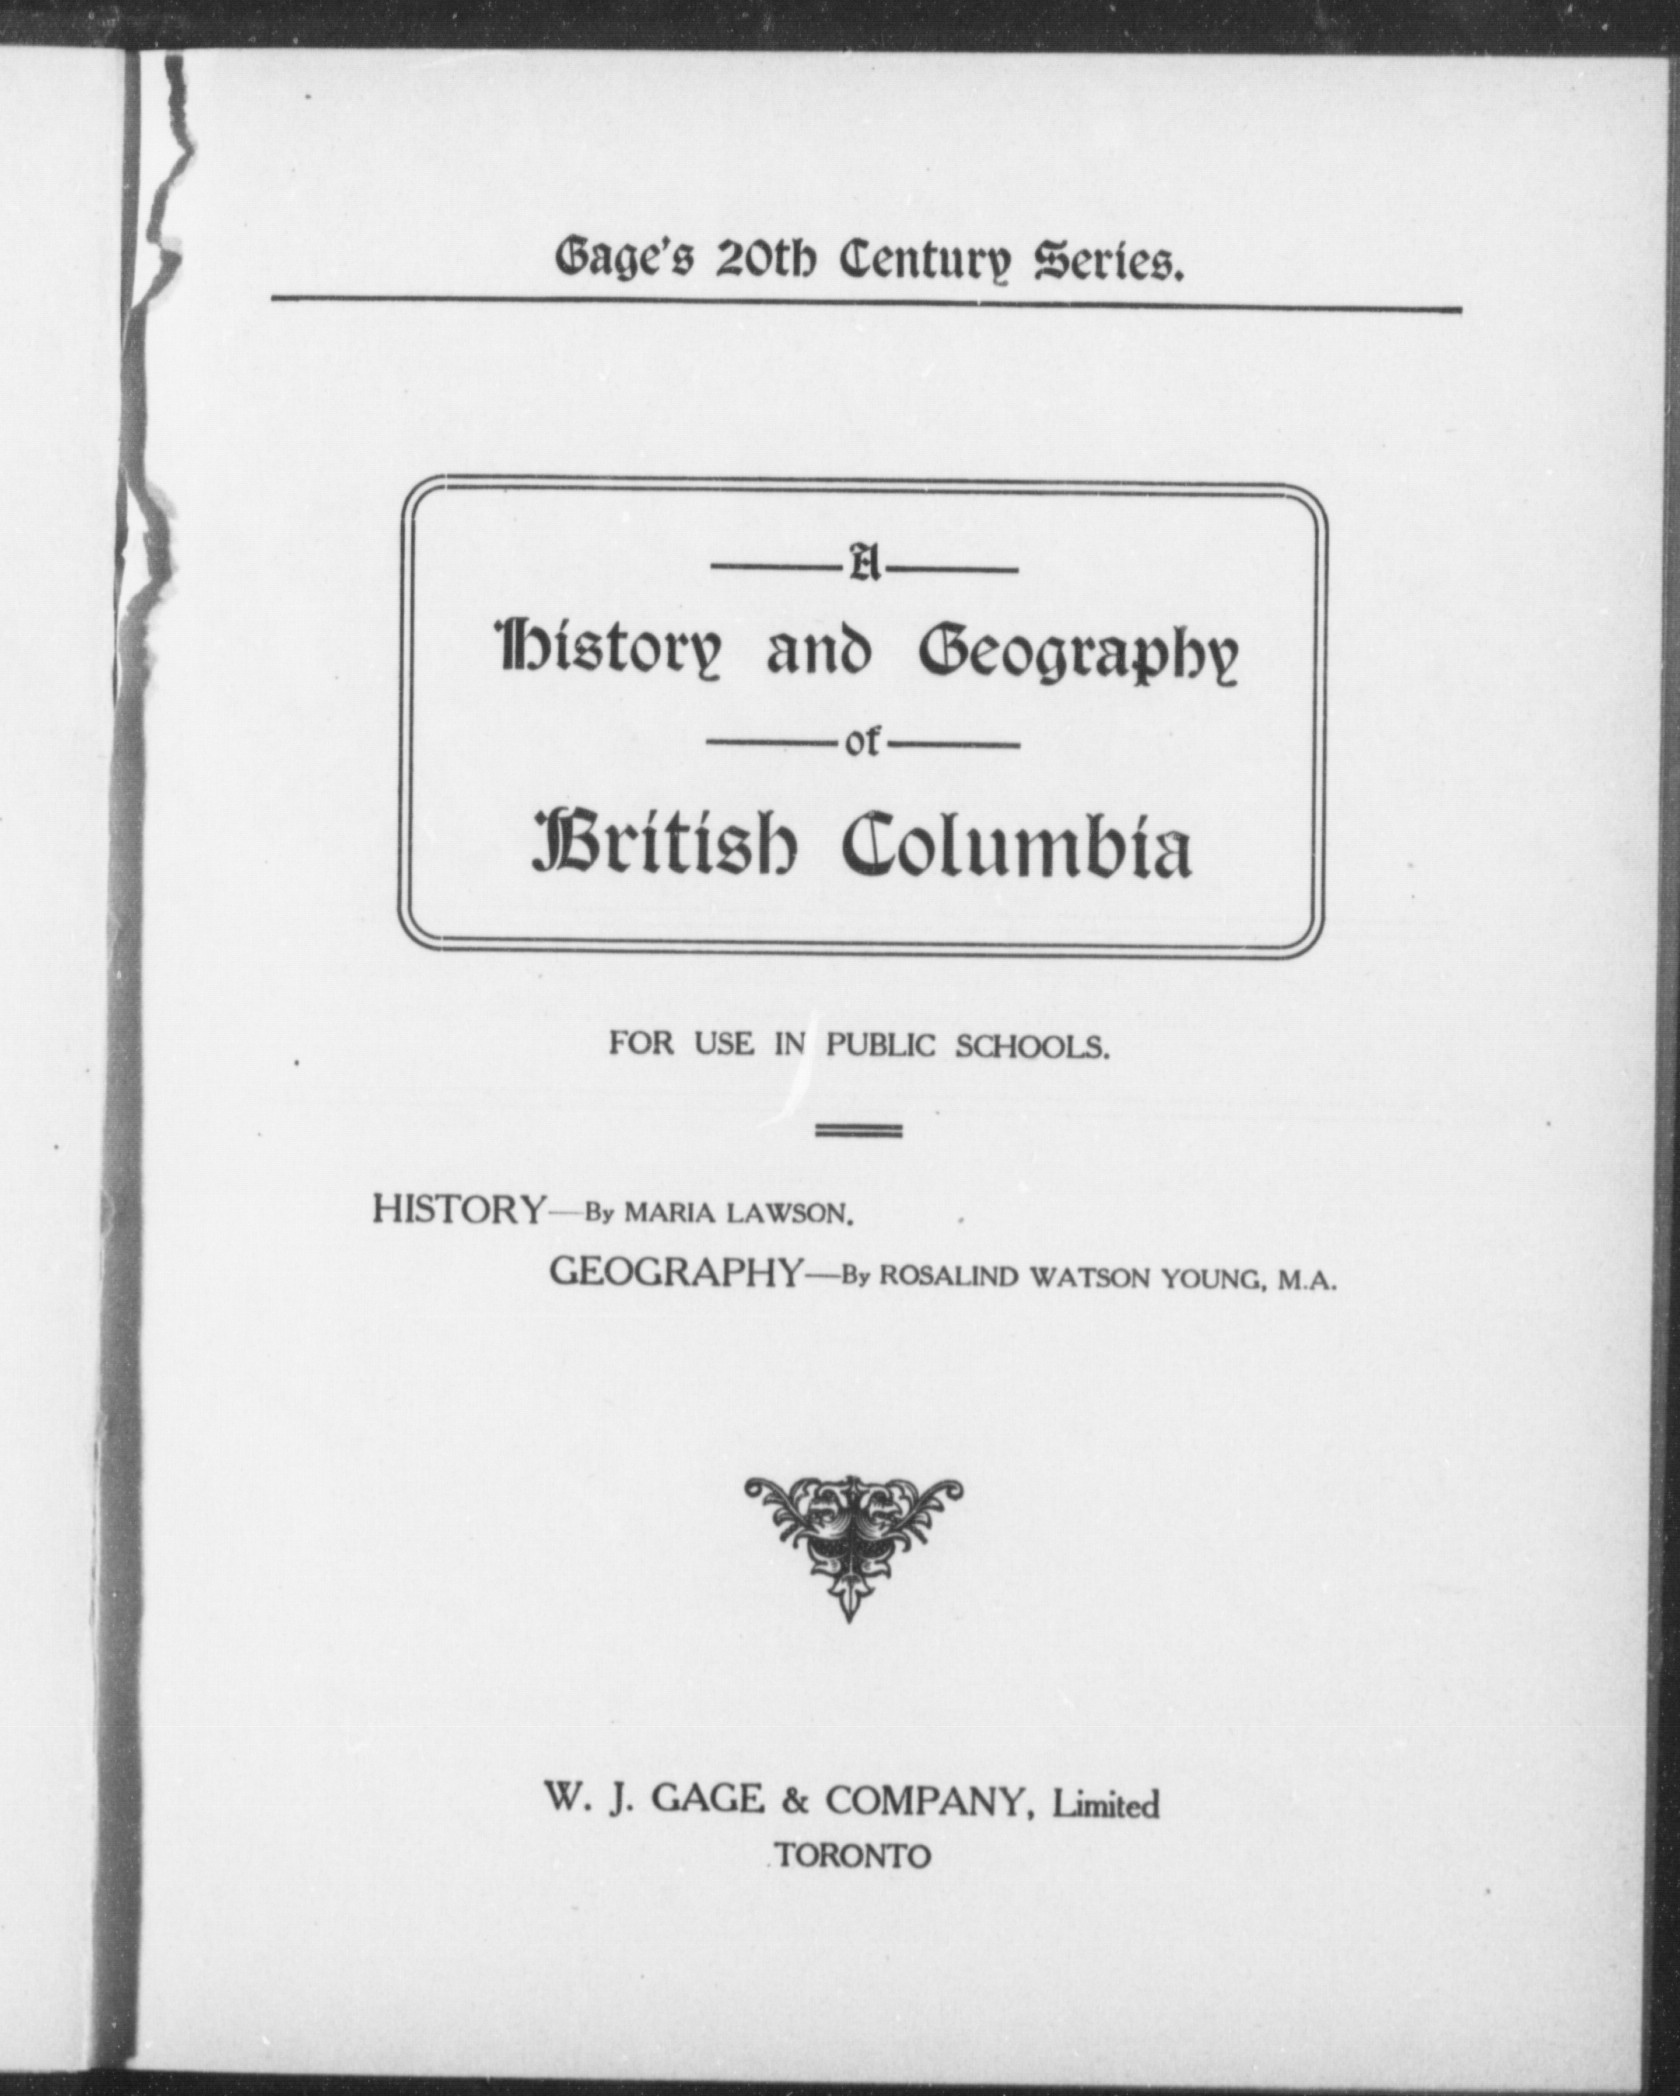 Gage's 20th Century Series.
A
History and Geography
of
British Columbia
FOR USE IN PUBLIC SCHOOLS.
HISTORY—By MARIA LAWSON.
GEOGRAPHY—By ROSALIND WATSON YOUNG, M.A.
W. J. GAGE & COMPANY, Limited
TORONTO